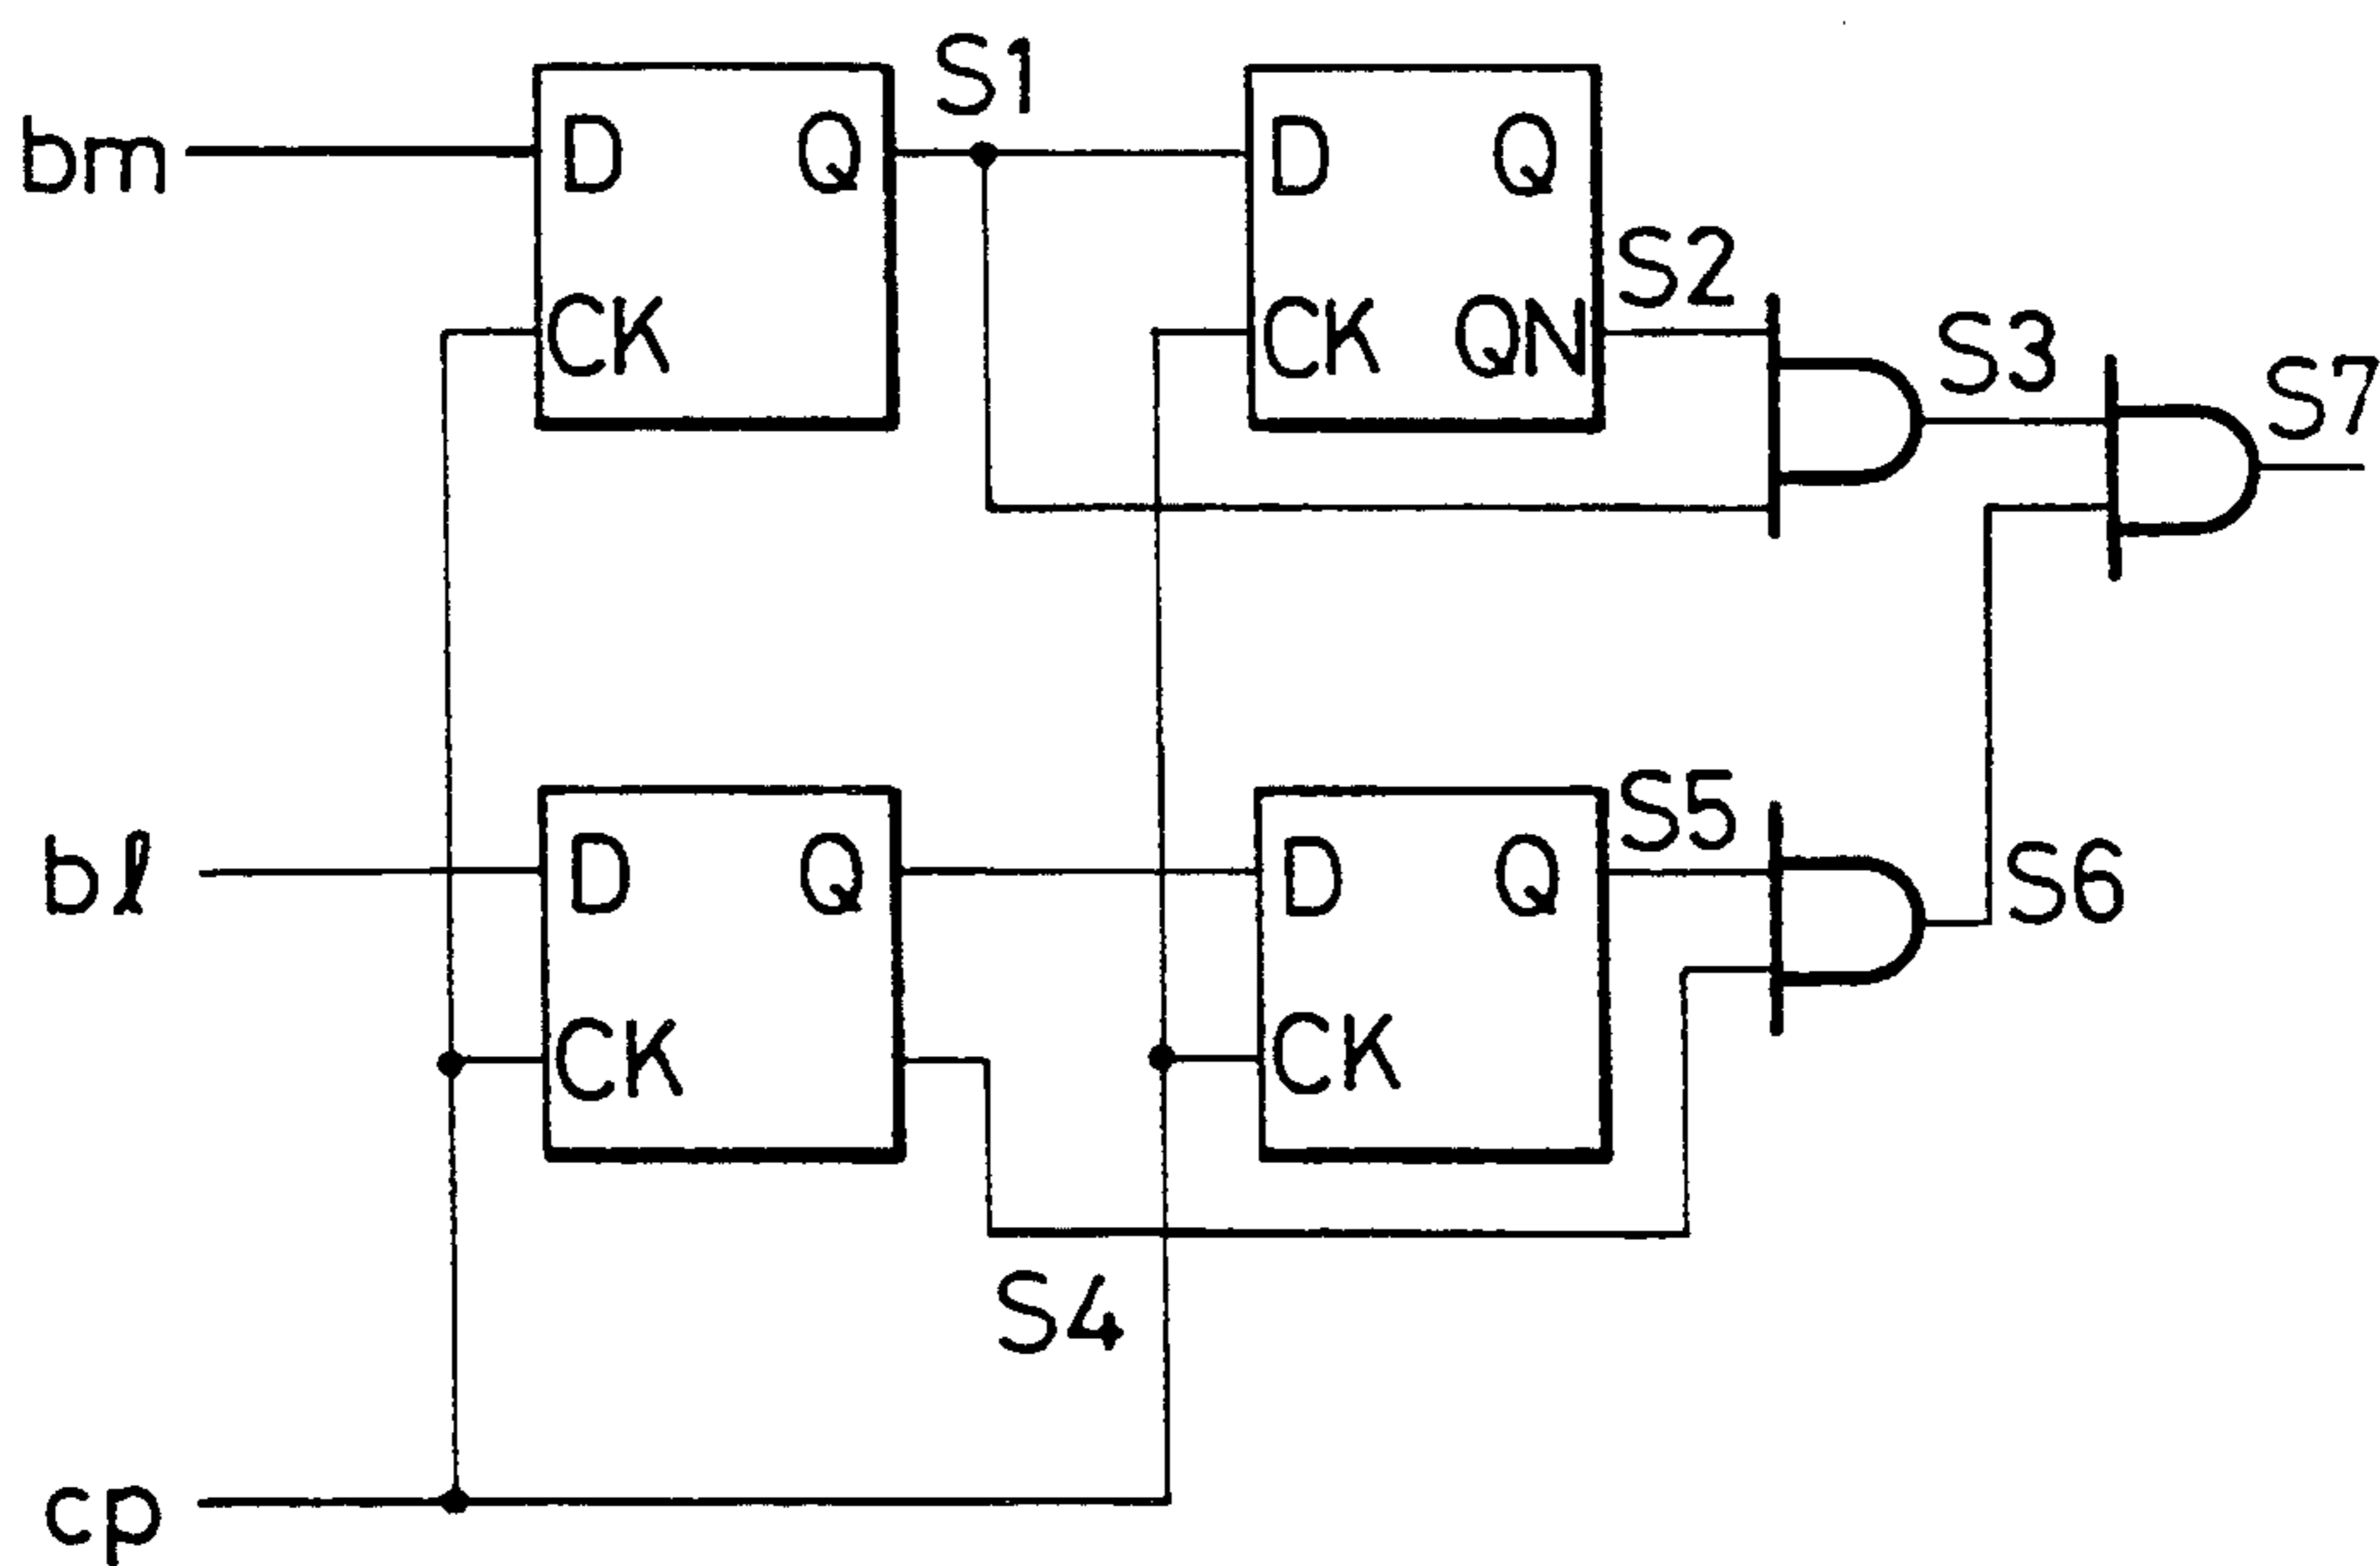 S1
bm D Q D Q
S2
CK CK QN S3
S7
S5
bℓ D Q D Q S6
CK CK
S4
cp